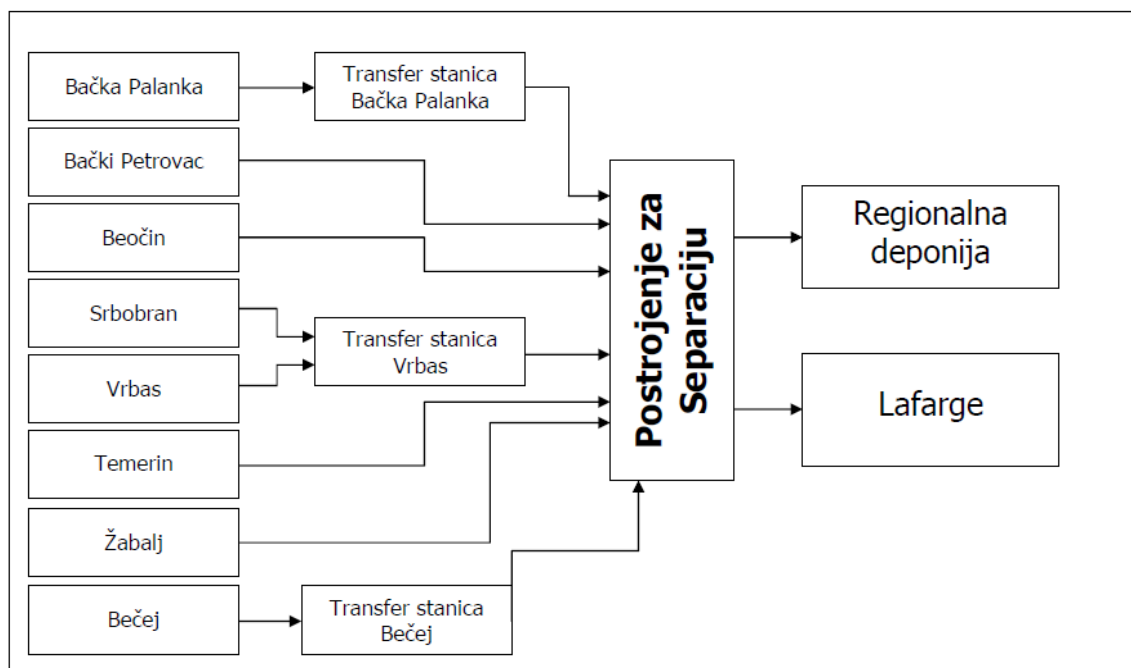 Bačka Palanka
Transfer stanica
Bačka Palanka
Bački Petrovac
Beočin
Srbobran
Transfer stanica
Vrbas
Vrbas
Temerin
Žabalj
Bečej
Transfer stanica
Bečej
Postrojenje za
Separaciju
Regionalna
deponija
Lafarge